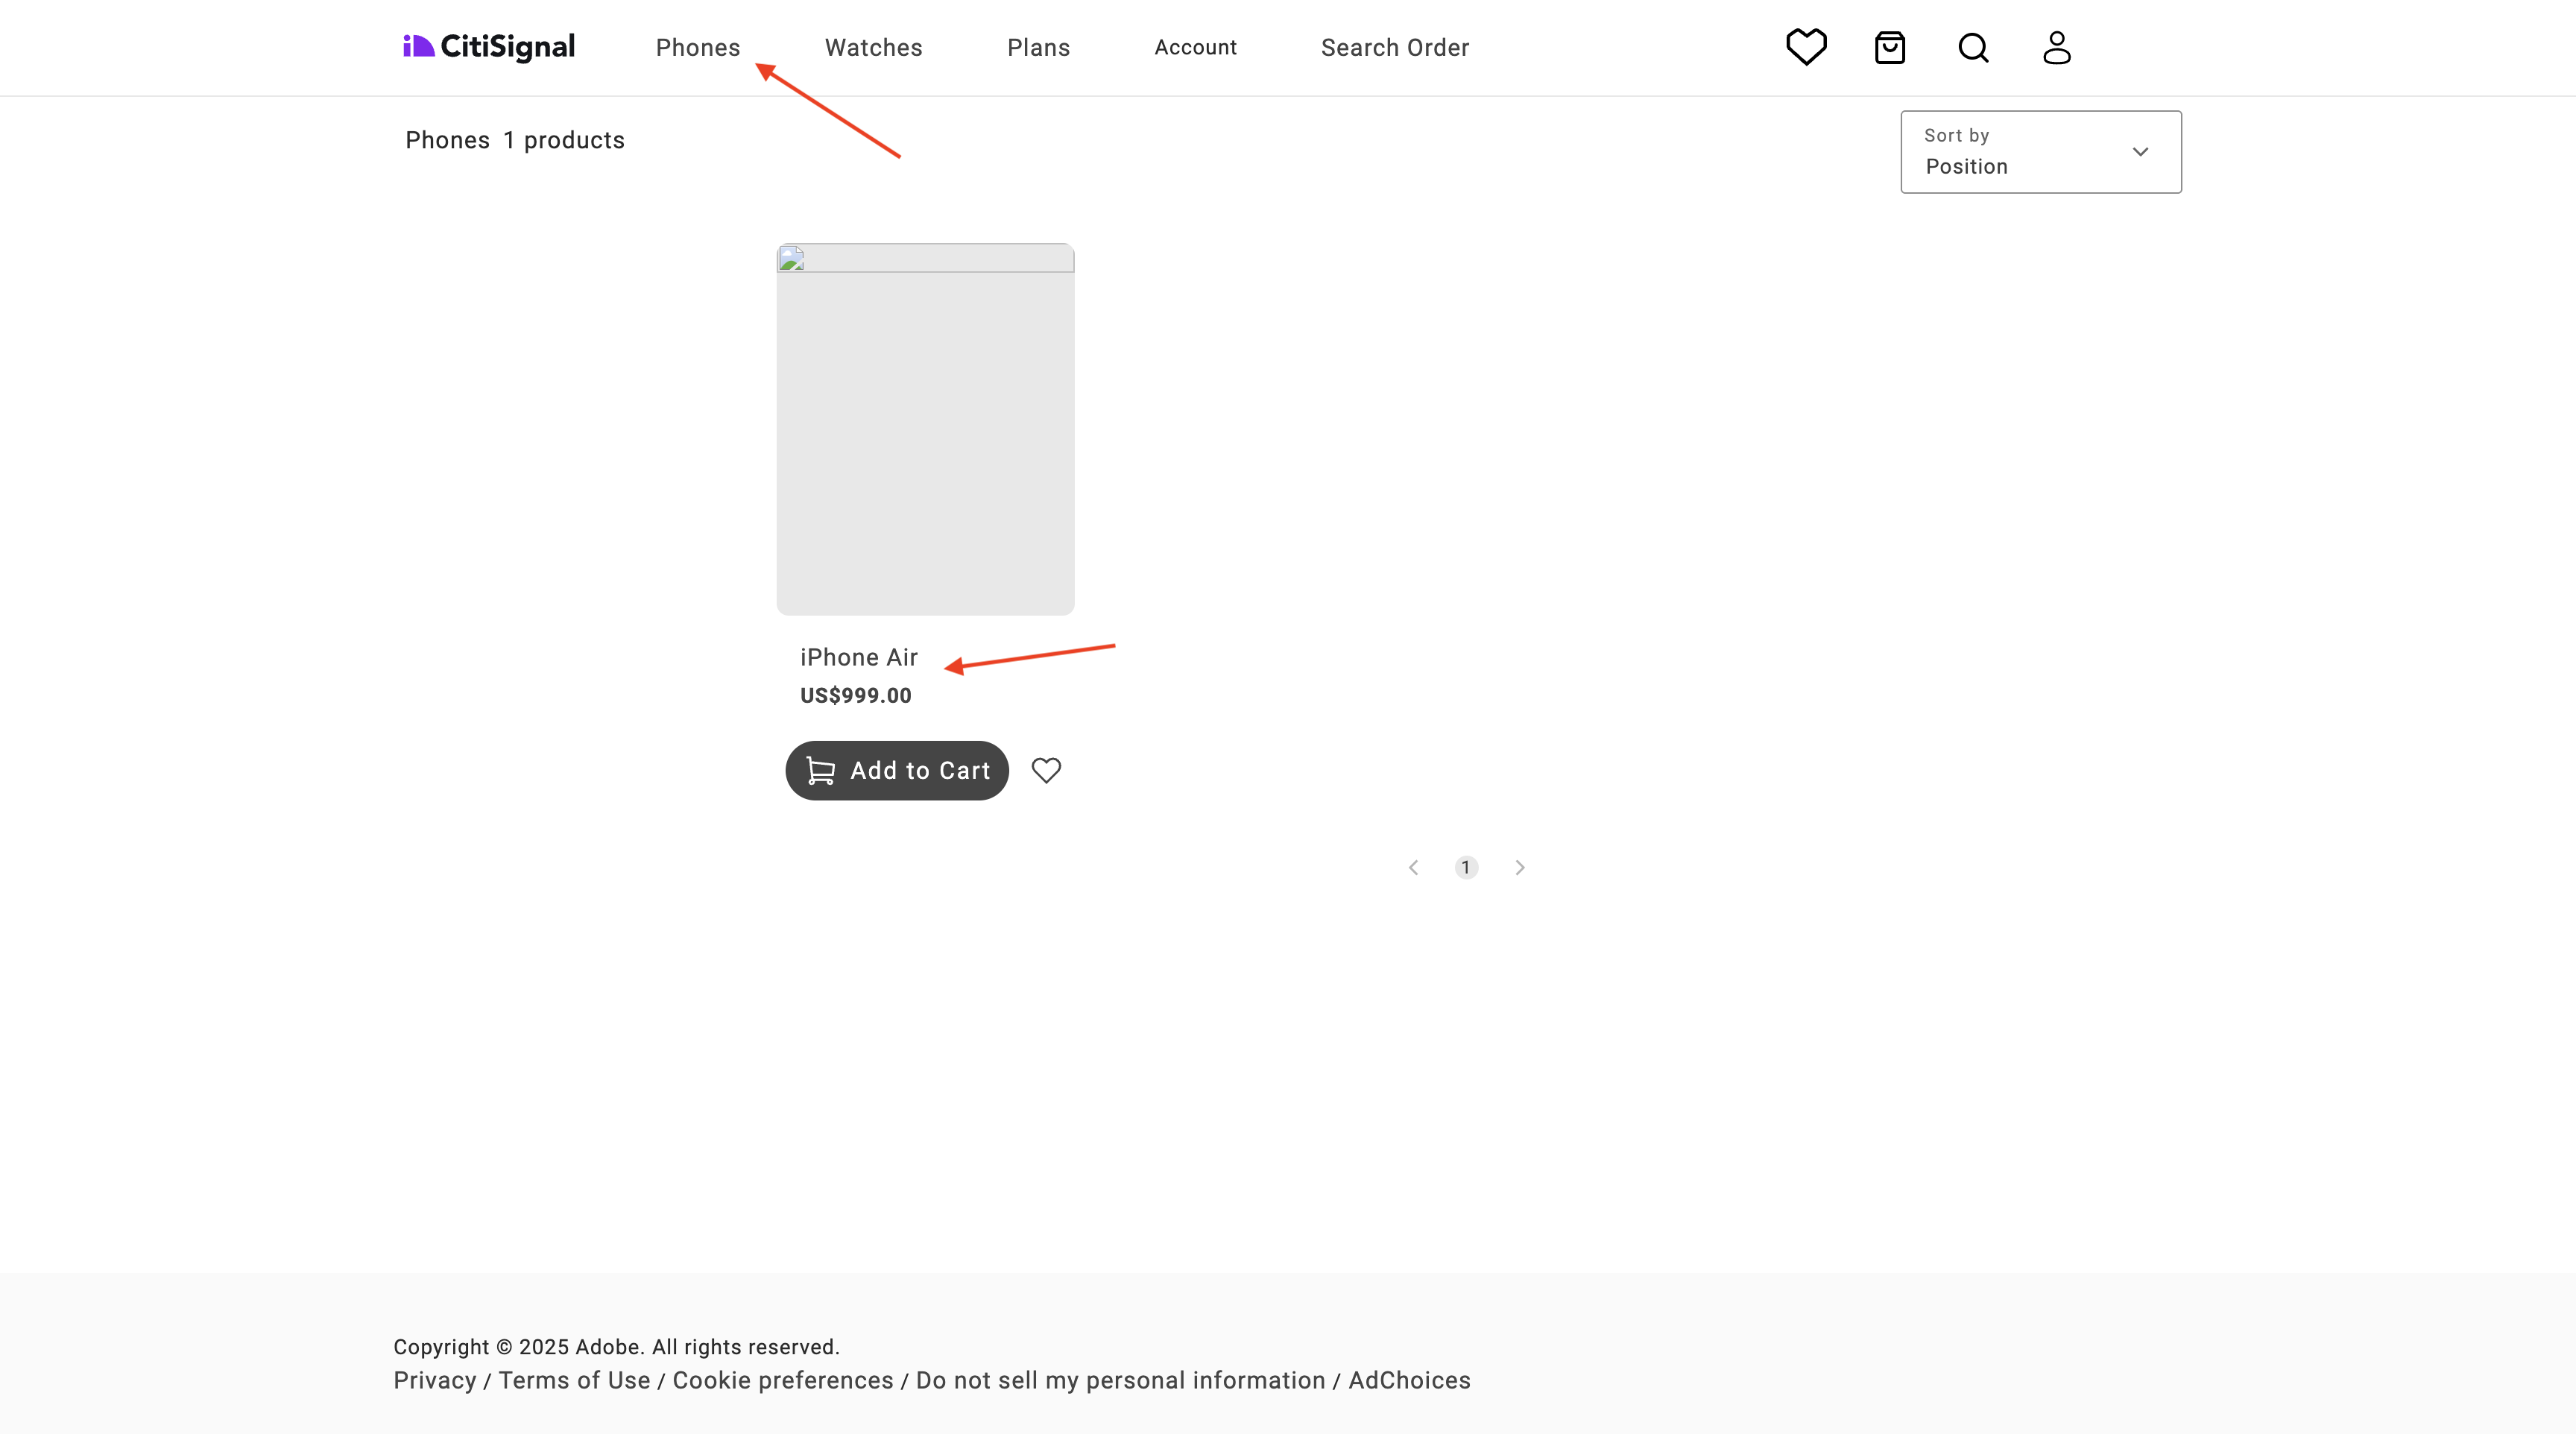 CitiSignal Phones Watches Plans Account Search Order
Phones 1 products
Sort by
Position
iPhone Air
US$999.00
Add to Cart
1
Copyright © 2025 Adobe. All rights reserved.
Privacy / Terms of Use / Cookie preferences / Do not sell my personal information / AdChoices